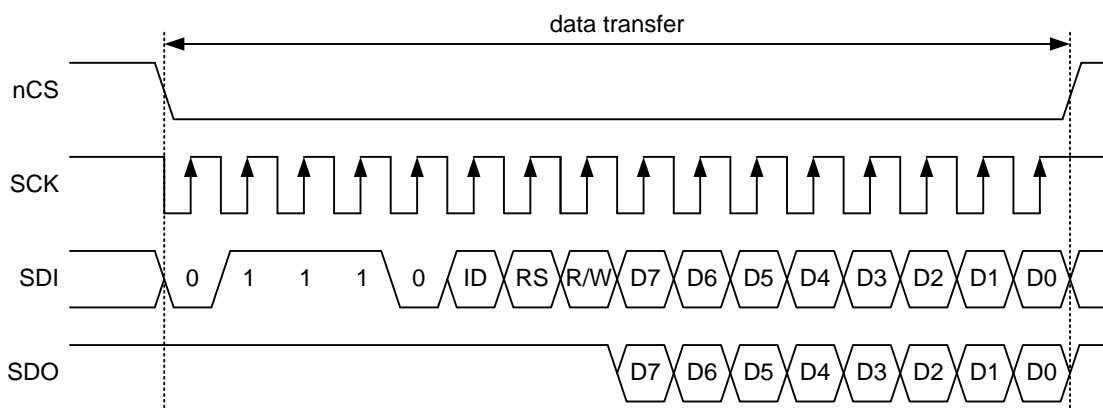 data transfer
nCS
SCK
SDI 0 1 1 1 0 ID RS R/W D7 D6 D5 D4 D3 D2 D1 D0
SDO D7 D6 D5 D4 D3 D2 D1 D0